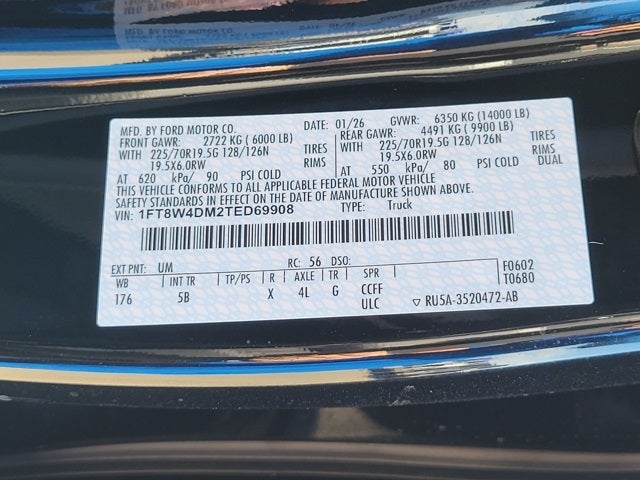 MFD. BY FORD MOTOR CO. DATE: 01/26 GVWR: 6350 KG (14000 LB)
FRONT GAWR: 2722 KG (6000 LB) REAR GAWR: 4491 KG (9900 LB)
WITH 225/70R19.5G 128/126N TIRES WITH 225/70R19.5G 128/126N TIRES
19.5X6.0RW RIMS 19.5X6.0RW RIMS
AT 620 kPa/ 90 PSI COLD AT 550 kPa/ 80 PSI COLD DUAL
THIS VEHICLE CONFORMS TO ALL APPLICABLE FEDERAL MOTOR VEHICLE
SAFETY STANDARDS IN EFFECT ON THE DATE OF MANUFACTURE SHOWN ABOVE.
VIN: 1FT8W4DM2TED69908 TYPE: Truck
EXT PNT: UM RC: 56 DSO: F0602
WB INT TR TP/PS R AXLE TR SPR T0680
176 5B X 4L G CCFF
ULC ▽ RU5A-3520472-AB